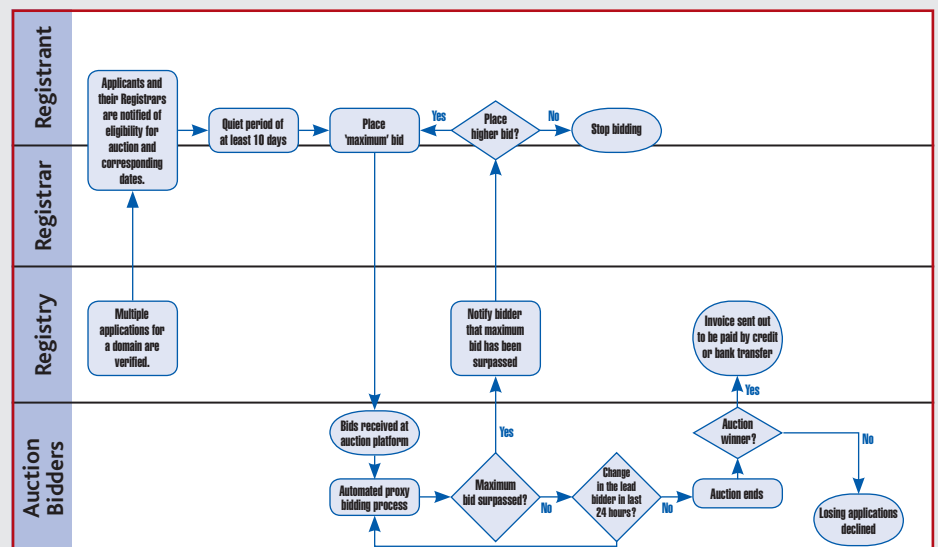 Registrant
Applicants and
their Registrars
are notified of
eligibility for
auction and
corresponding
dates.
Quiet period of
at least 10 days
Place
'maximum' bid
Yes
Place
higher bid?
No
Stop bidding
Registrar
Registry
Multiple
applications for
a domain are
verified.
Notify bidder
that maximum
bid has been
surpassed
Invoice sent out
to be paid by credit
or bank transfer
Yes
Auction
Bidders
Bids received at
auction platform
Automated proxy
bidding process
Yes
Maximum
bid surpassed?
No
Change
in the lead
bidder in last
24 hours?
No
Auction ends
Auction
winner?
No
Losing applications
declined